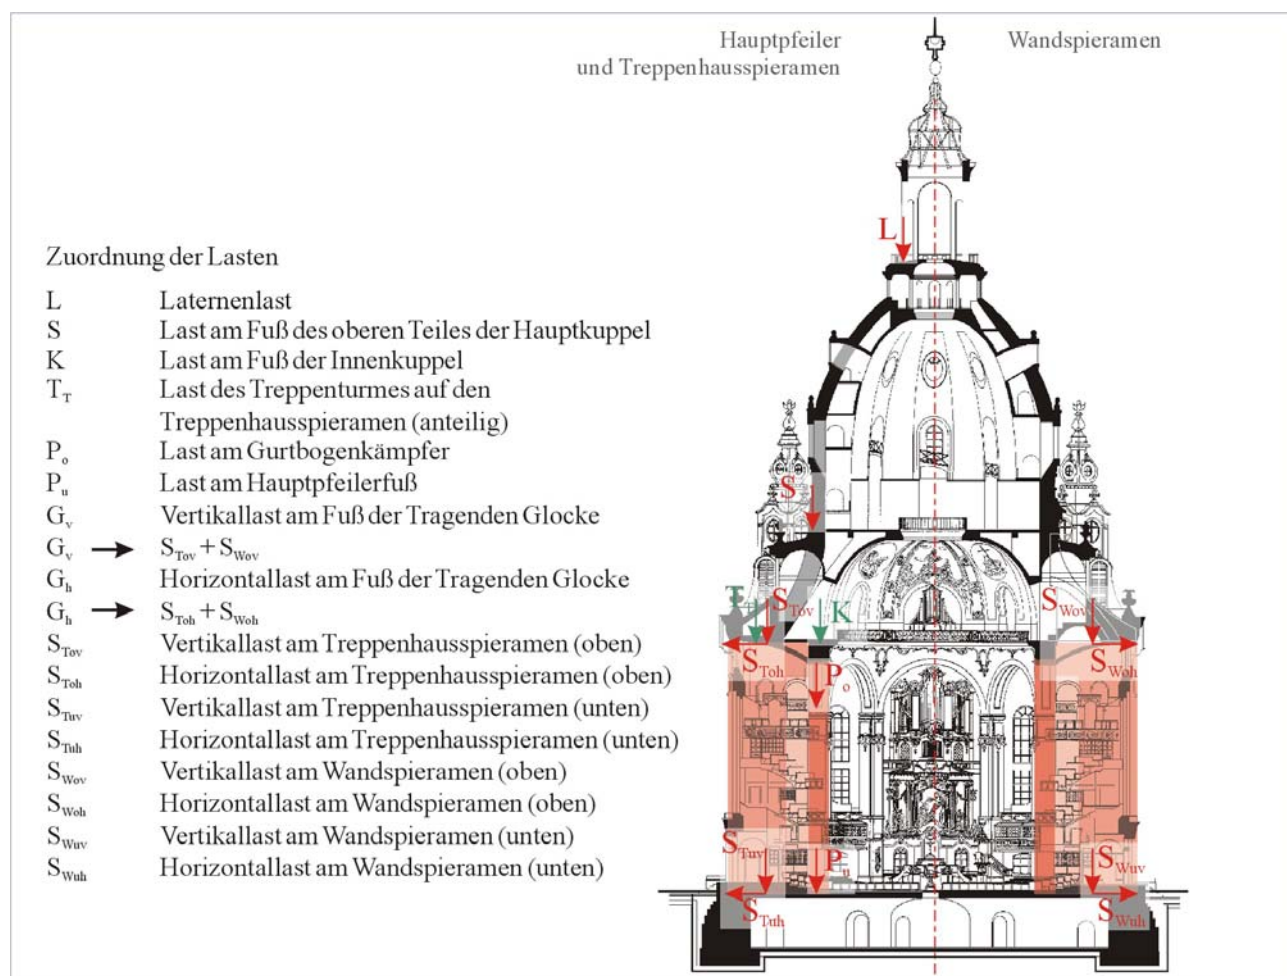 Hauptpfeiler
und Treppenhausspieramen
Wandspieramen
Zuordnung der Lasten
L Laternenlast
S Last am Fuß des oberen Teiles der Hauptkuppel
K Last am Fuß der Innenkuppel
T_T Last des Treppenturmes auf den
Treppenhausspieramen (anteilig)
P_o Last am Gurtbogenkämpfer
P_u Last am Hauptpfeilerfuß
G_v Vertikallast am Fuß der Tragenden Glocke
G_v → S_Tov + S_Wov
G_h Horizontallast am Fuß der Tragenden Glocke
G_h → S_Toh + S_Woh
S_Tov Vertikallast am Treppenhausspieramen (oben)
S_Toh Horizontallast am Treppenhausspieramen (oben)
S_Tuv Vertikallast am Treppenhausspieramen (unten)
S_Tuh Horizontallast am Treppenhausspieramen (unten)
S_Wov Vertikallast am Wandspieramen (oben)
S_Woh Horizontallast am Wandspieramen (oben)
S_Wuv Vertikallast am Wandspieramen (unten)
S_Wuh Horizontallast am Wandspieramen (unten)
L
S
T_T S_Tov K S_Wov
S_Toh P_o S_Woh
S_Tuv P_u S_Wuv
S_Tuh S_Wuh